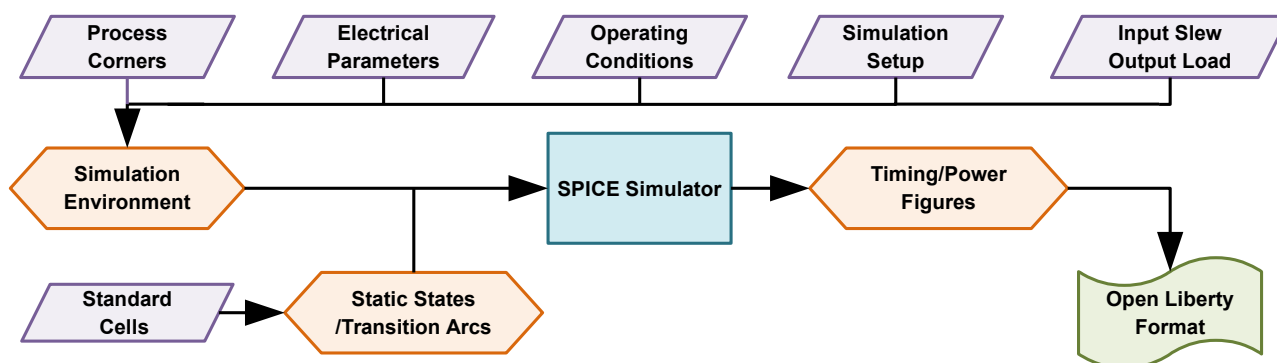 Process
Corners
Electrical
Parameters
Operating
Conditions
Simulation
Setup
Input Slew
Output Load
Simulation
Environment
SPICE Simulator
Timing/Power
Figures
Standard
Cells
Static States
/Transition Arcs
Open Liberty
Format